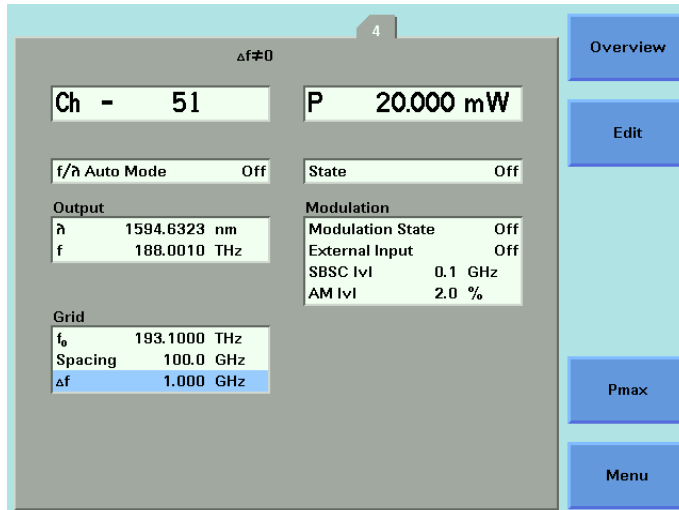 4
Δf≠0
Ch - 51
P 20.000 mW
f/λ Auto Mode Off
State Off
Output
λ 1594.6323 nm
f 188.0010 THz
Modulation
Modulation State Off
External Input Off
SBSC lvl 0.1 GHz
AM lvl 2.0 %
Grid
f₀ 193.1000 THz
Spacing 100.0 GHz
Δf 1.000 GHz
Overview
Edit
Pmax
Menu